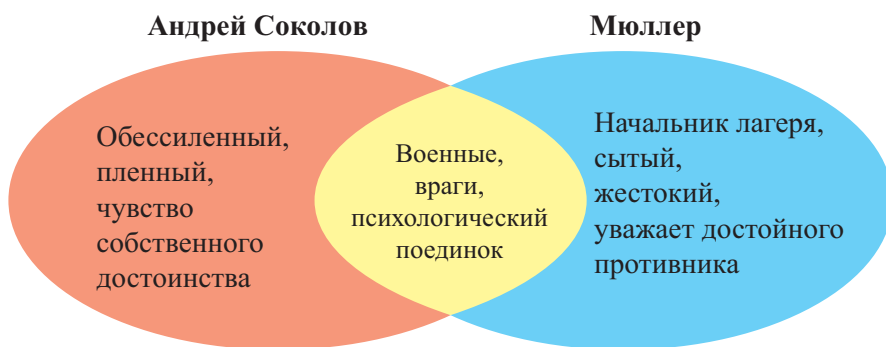 Андрей Соколов
Мюллер
Обессиленный,
пленный,
чувство
собственного
достоинства
Военные,
враги,
психологический
поединок
Начальник лагеря,
сытый,
жестокий,
уважает достойного
противника